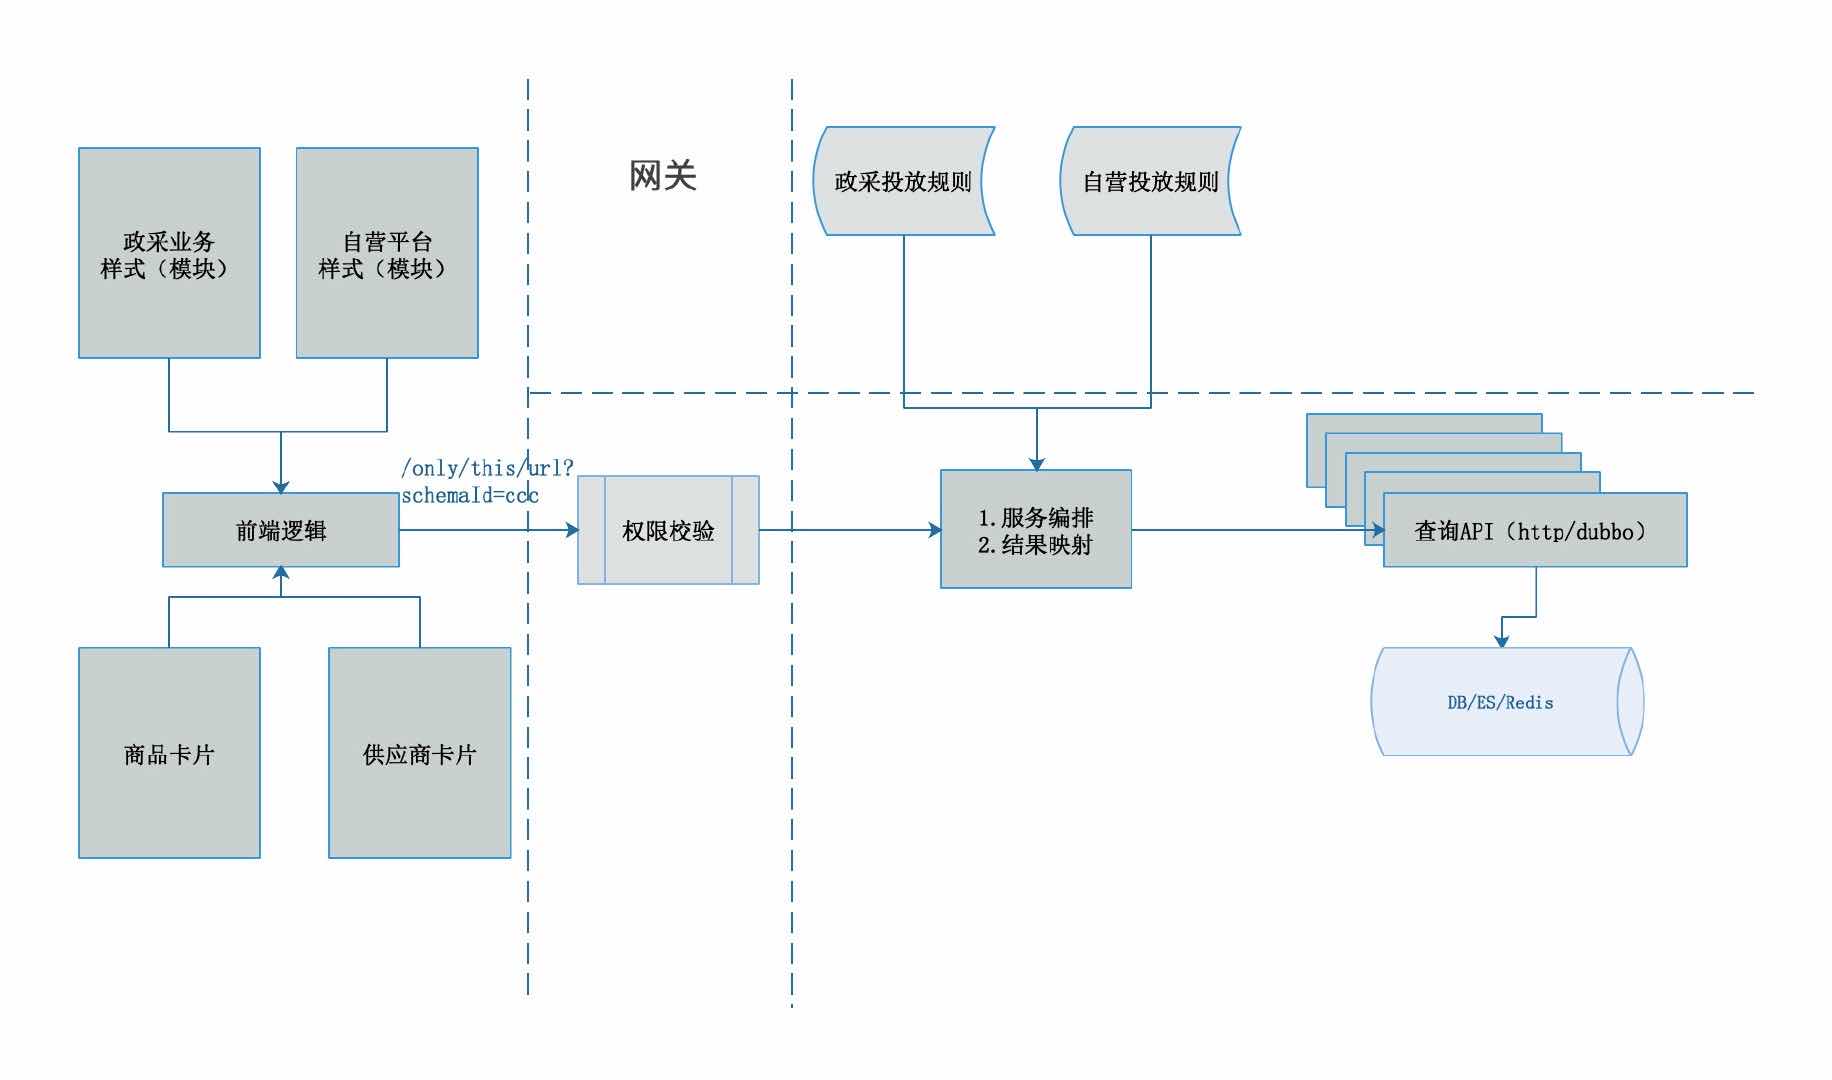 网关
政采投放规则
自营投放规则
政采业务
样式（模块）
自营平台
样式（模块）
/only/this/url?
schemaId=ccc
前端逻辑
权限校验
1.服务编排
2.结果映射
查询API（http/dubbo）
DB/ES/Redis
商品卡片
供应商卡片